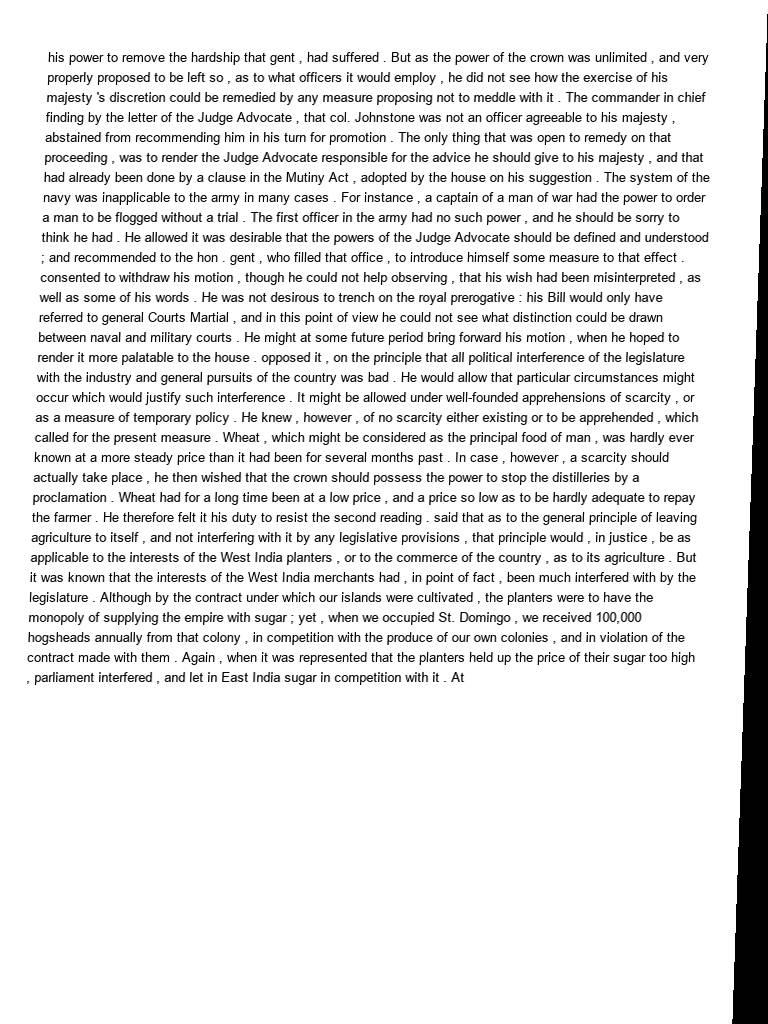 his power to remove the hardship that gent , had suffered . But as the power of the crown was unlimited , and very
properly proposed to be left so , as to what officers it would employ , he did not see how the exercise of his
majesty 's discretion could be remedied by any measure proposing not to meddle with it . The commander in chief
finding by the letter of the Judge Advocate , that col. Johnstone was not an officer agreeable to his majesty ,
abstained from recommending him in his turn for promotion . The only thing that was open to remedy on that
proceeding , was to render the Judge Advocate responsible for the advice he should give to his majesty , and that
had already been done by a clause in the Mutiny Act , adopted by the house on his suggestion . The system of the
navy was inapplicable to the army in many cases . For instance , a captain of a man of war had the power to order
a man to be flogged without a trial . The first officer in the army had no such power , and he should be sorry to
think he had . He allowed it was desirable that the powers of the Judge Advocate should be defined and understood
; and recommended to the hon . gent , who filled that office , to introduce himself some measure to that effect .
consented to withdraw his motion , though he could not help observing , that his wish had been misinterpreted , as
well as some of his words . He was not desirous to trench on the royal prerogative : his Bill would only have
referred to general Courts Martial , and in this point of view he could not see what distinction could be drawn
between naval and military courts . He might at some future period bring forward his motion , when he hoped to
render it more palatable to the house . opposed it , on the principle that all political interference of the legislature
with the industry and general pursuits of the country was bad . He would allow that particular circumstances might
occur which would justify such interference . It might be allowed under well-founded apprehensions of scarcity , or
as a measure of temporary policy . He knew , however , of no scarcity either existing or to be apprehended , which
called for the present measure . Wheat , which might be considered as the principal food of man , was hardly ever
known at a more steady price than it had been for several months past . In case , however , a scarcity should
actually take place , he then wished that the crown should possess the power to stop the distilleries by a
proclamation . Wheat had for a long time been at a low price , and a price so low as to be hardly adequate to repay
the farmer . He therefore felt it his duty to resist the second reading . said that as to the general principle of leaving
agriculture to itself , and not interfering with it by any legislative provisions , that principle would , in justice , be as
applicable to the interests of the West India planters , or to the commerce of the country , as to its agriculture . But
it was known that the interests of the West India merchants had , in point of fact , been much interfered with by the
legislature . Although by the contract under which our islands were cultivated , the planters were to have the
monopoly of supplying the empire with sugar ; yet , when we occupied St. Domingo , we received 100,000
hogsheads annually from that colony , in competition with the produce of our own colonies , and in violation of the
contract made with them . Again , when it was represented that the planters held up the price of their sugar too high
, parliament interfered , and let in East India sugar in competition with it . At